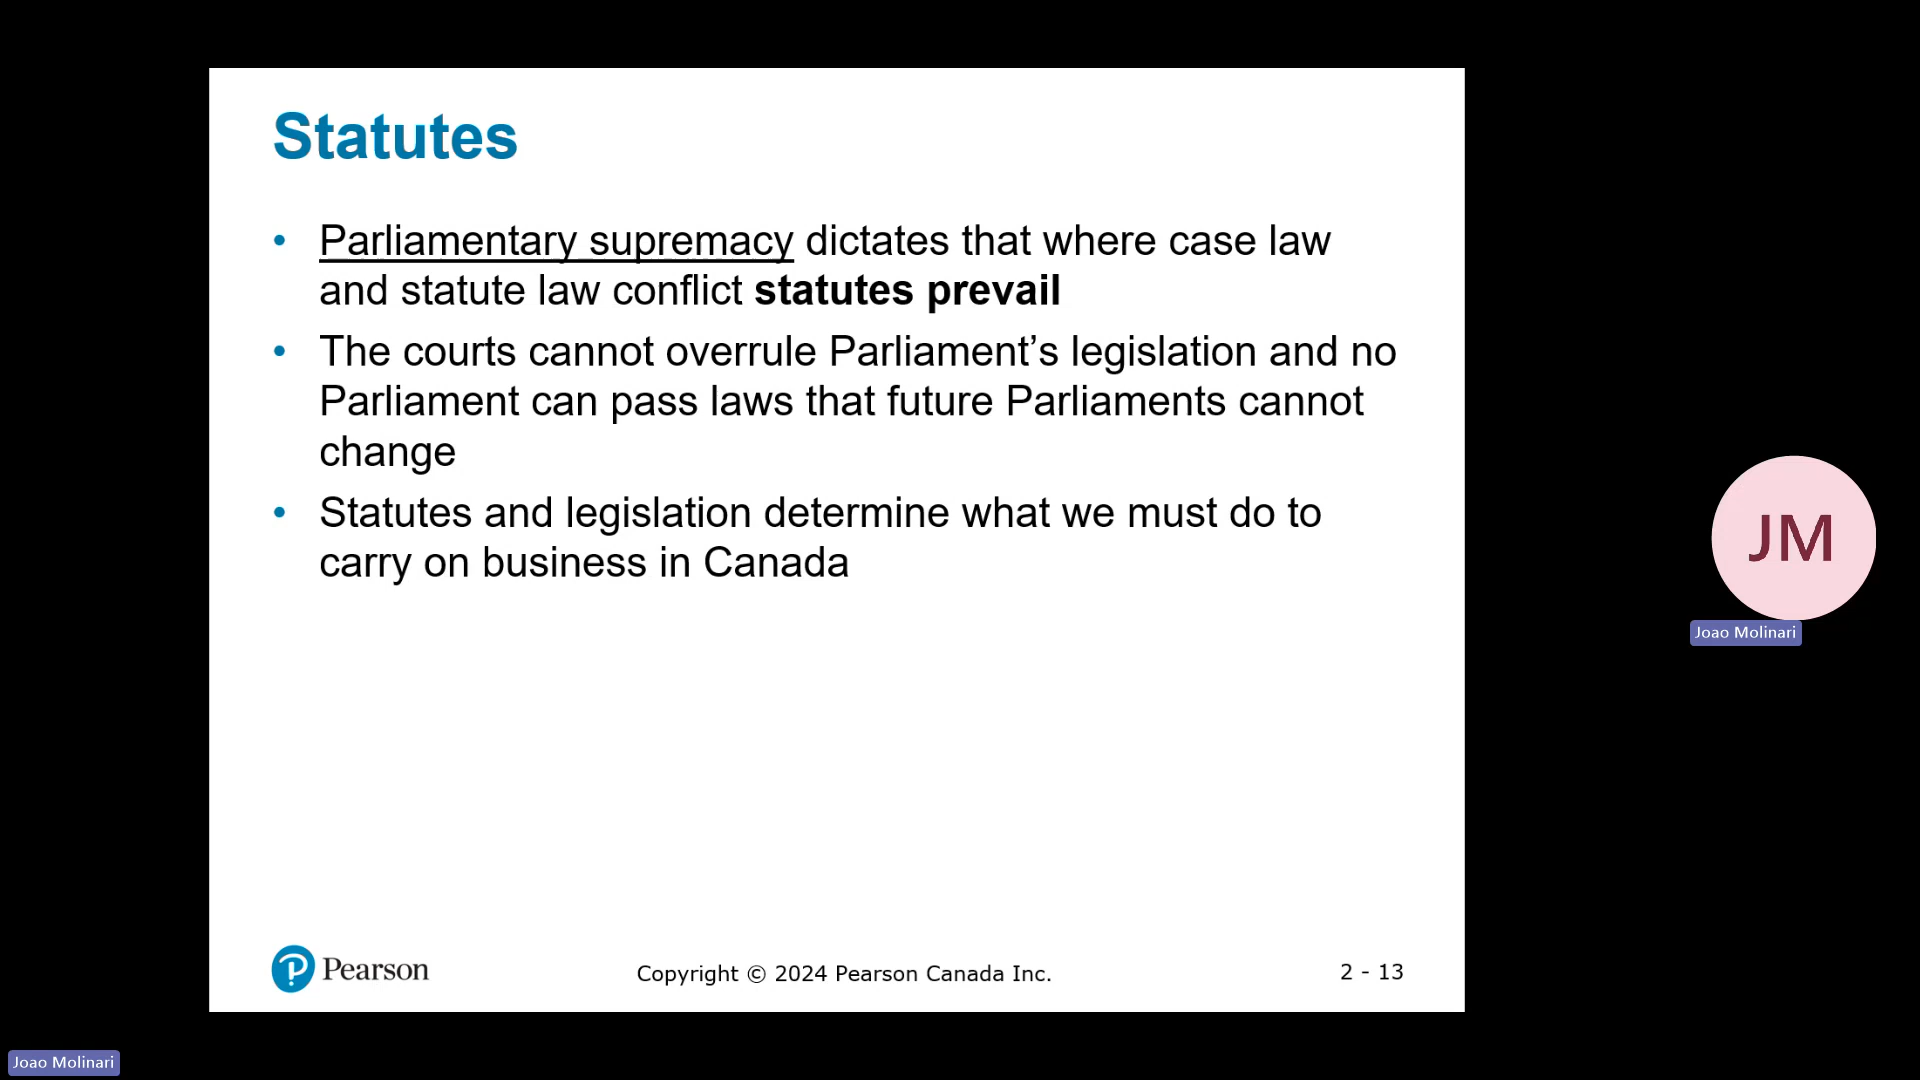 Statutes
• Parliamentary supremacy dictates that where case law
and statute law conflict statutes prevail
• The courts cannot overrule Parliament’s legislation and no
Parliament can pass laws that future Parliaments cannot
change
• Statutes and legislation determine what we must do to
carry on business in Canada
JM
Joao Molinari
Pearson
Copyright © 2024 Pearson Canada Inc.
2 - 13
Joao Molinari